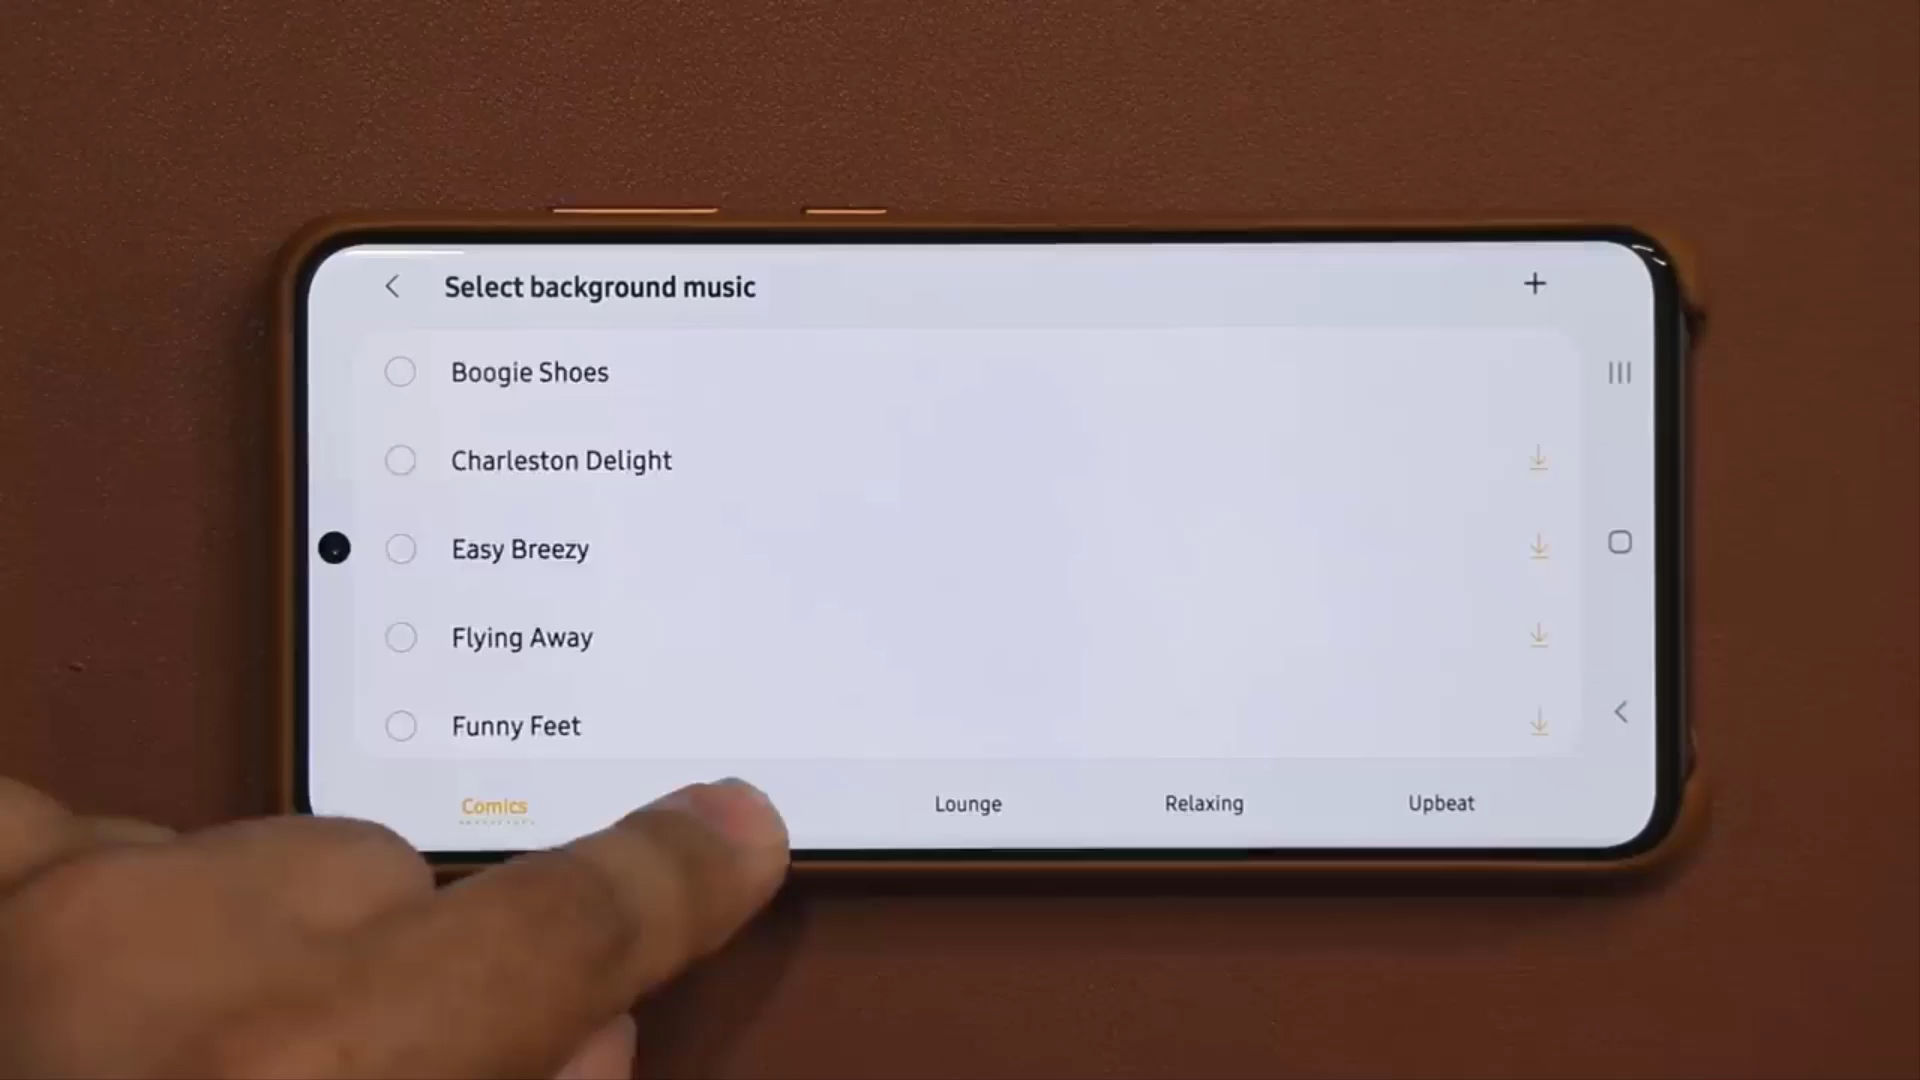 Select background music
Boogie Shoes
Charleston Delight
Easy Breezy
Flying Away
Funny Feet
Comics
Lounge
Relaxing
Upbeat